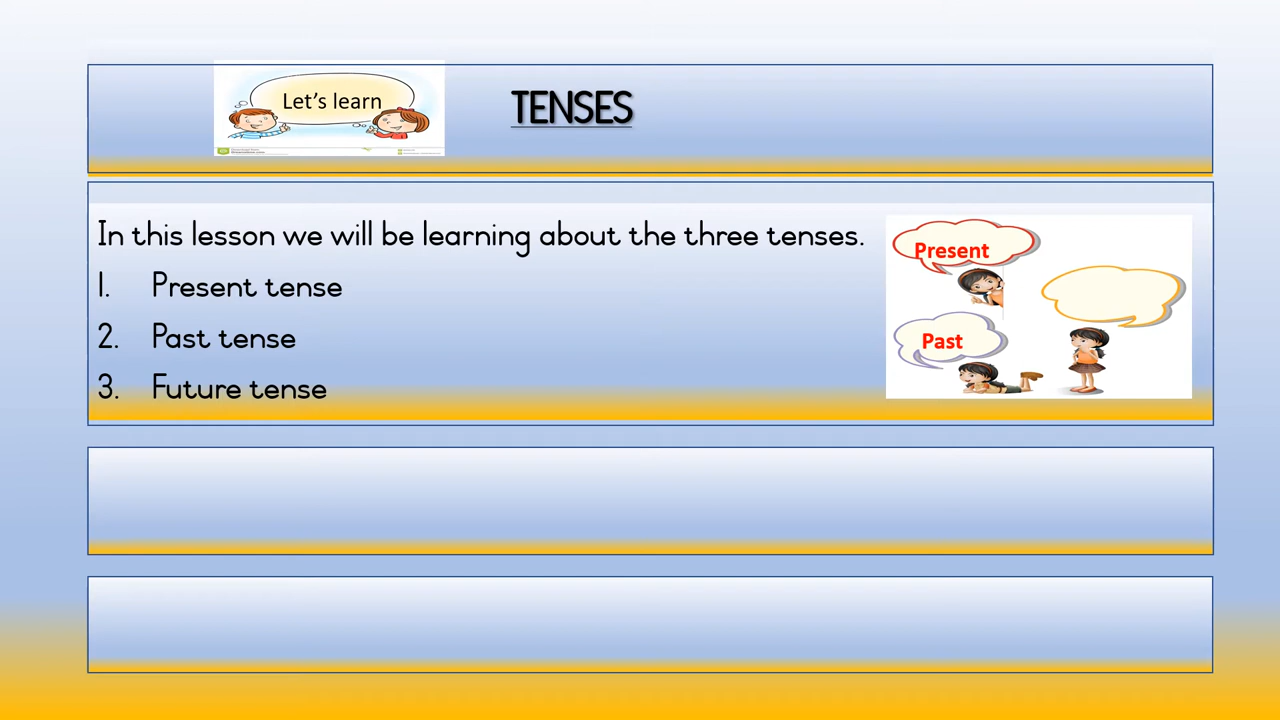 Let's learn
TENSES
In this lesson we will be learning about the three tenses.
1. Present tense
2. Past tense
3. Future tense
Present
Past